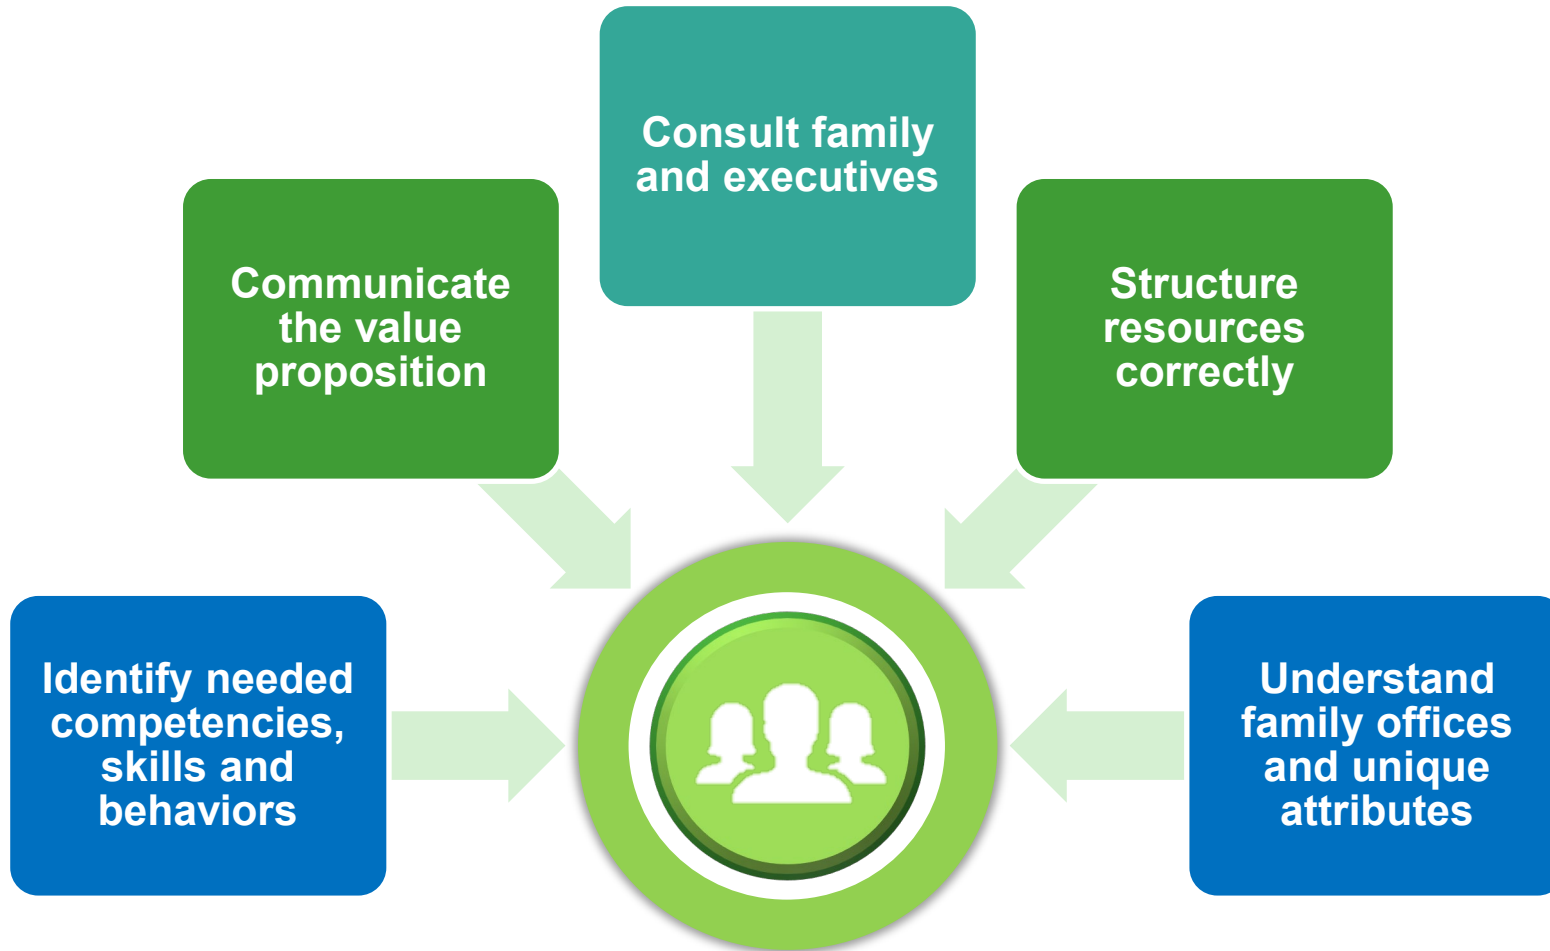 Consult family
and executives
Communicate
the value
proposition
Structure
resources
correctly
Identify needed
competencies,
skills and
behaviors
Understand
family offices
and unique
attributes